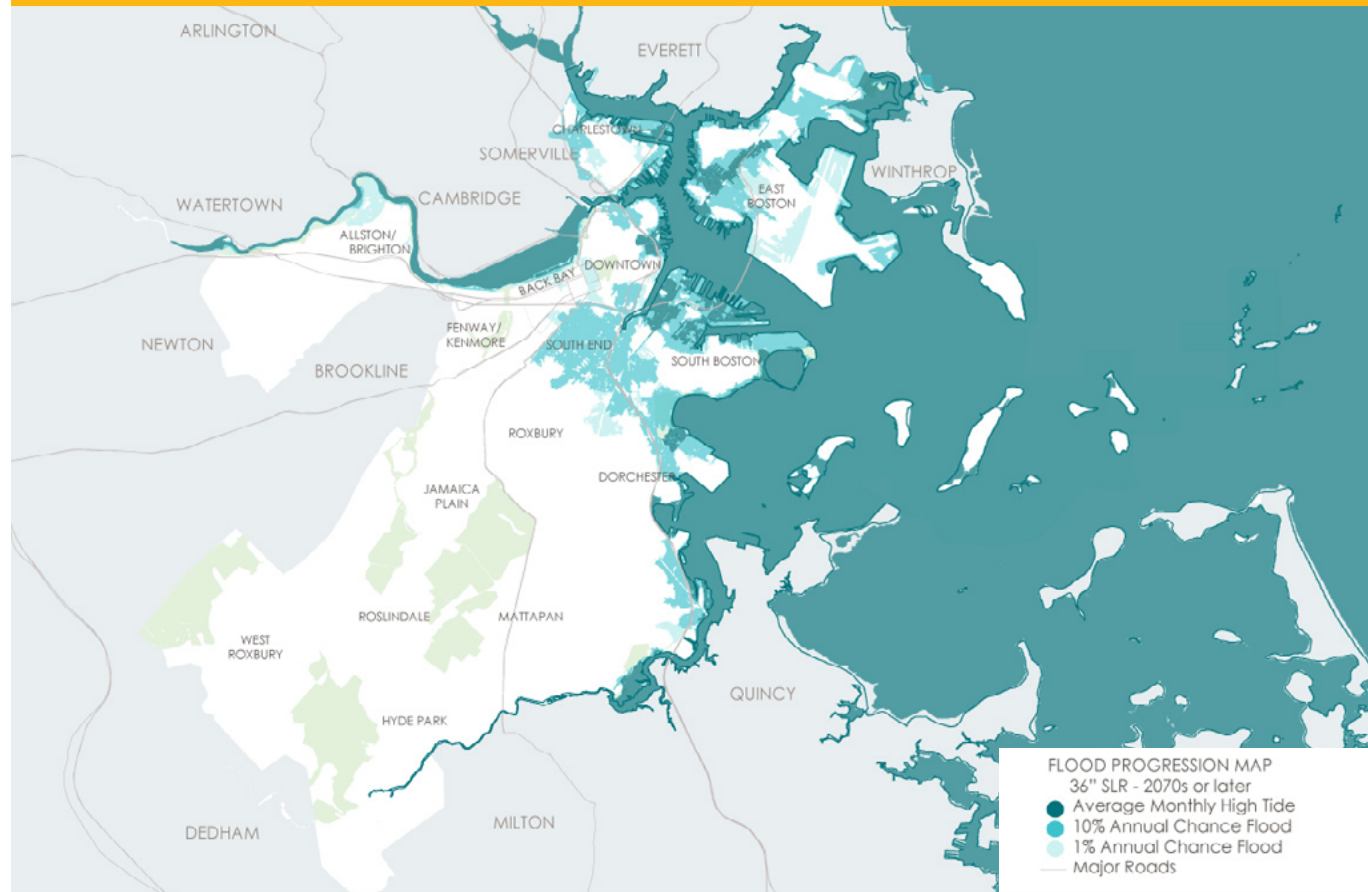 ARLINGTON
EVERETT
CHARLESTOWN
SOMERVILLE
WINTHROP
WATERTOWN
CAMBRIDGE
EAST
BOSTON
ALLSTON/
BRIGHTON
DOWNTOWN
BACK BAY
FENWAY/
KENMORE
NEWTON
SOUTH END
BROOKLINE
SOUTH BOSTON
ROXBURY
DORCHESTER
JAMAICA
PLAIN
ROSLINDALE
MATTAPAN
WEST
ROXBURY
QUINCY
HYDE PARK
DEDHAM
MILTON
FLOOD PROGRESSION MAP
36" SLR - 2070s or later
Average Monthly High Tide
10% Annual Chance Flood
1% Annual Chance Flood
Major Roads